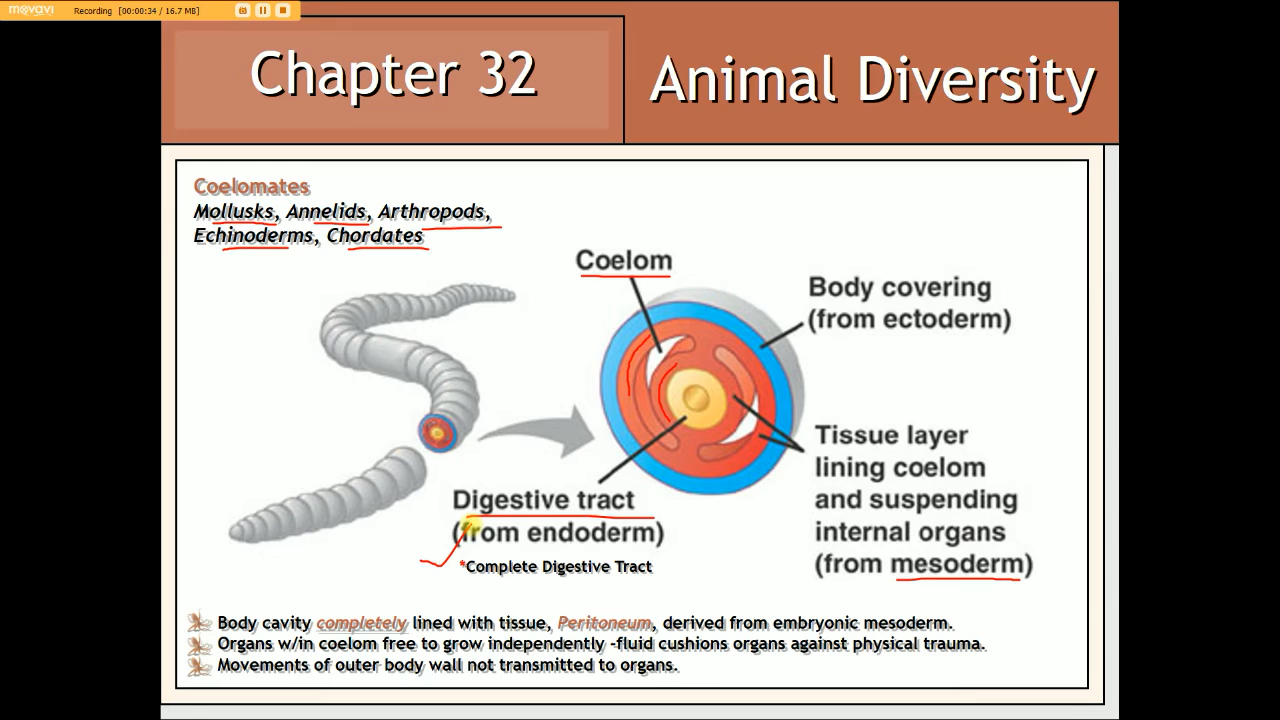 movavi Recording [00:00:34 / 16.7 MB]
Chapter 32
Animal Diversity
Coelomates
Mollusks, Annelids, Arthropods,
Echinoderms, Chordates
Coelom
Body covering
(from ectoderm)
Tissue layer
lining coelom
and suspending
internal organs
(from mesoderm)
Digestive tract
(from endoderm)
*Complete Digestive Tract
Body cavity completely lined with tissue, Peritoneum, derived from embryonic mesoderm.
Organs w/in coelom free to grow independently -fluid cushions organs against physical trauma.
Movements of outer body wall not transmitted to organs.